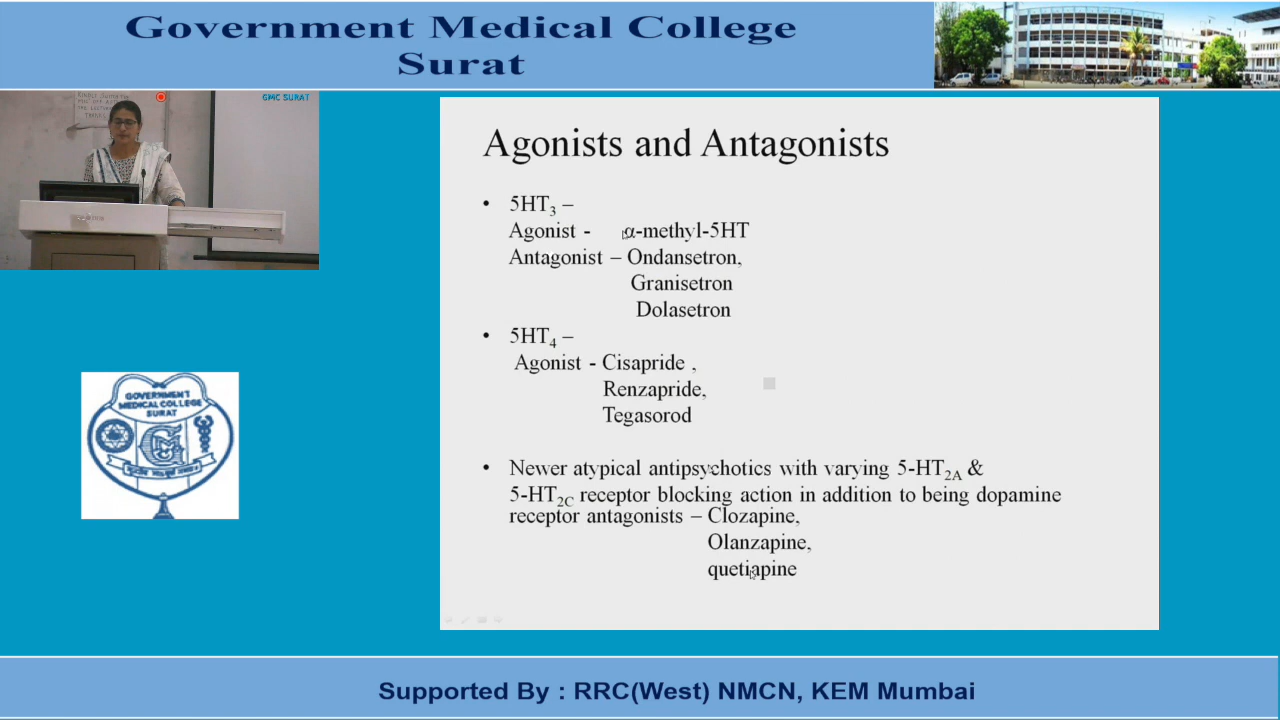 Government Medical College
Surat
GMC SURAT
Agonists and Antagonists
• 5HT3 –
Agonist - α-methyl-5HT
Antagonist – Ondansetron,
Granisetron
Dolasetron
• 5HT4 –
Agonist - Cisapride ,
Renzapride,
Tegasorod
• Newer atypical antipsychotics with varying 5-HT2A &
5-HT2C receptor blocking action in addition to being dopamine
receptor antagonists – Clozapine,
Olanzapine,
quetiapine
GOVERNMENT
MEDICAL COLLEGE
SURAT
Supported By : RRC(West) NMCN, KEM Mumbai